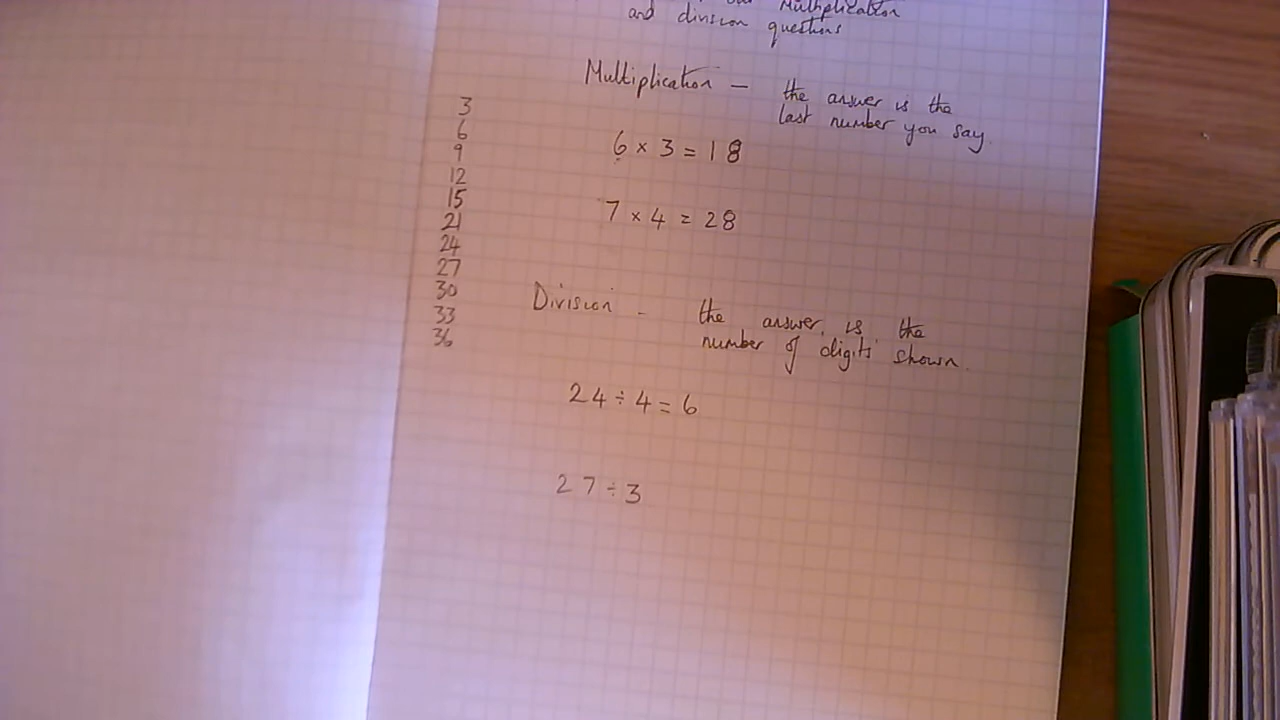 Multiplication
and division questions
Multiplication – the answer is the
last number you say.
3
6
9
12
15
21
24
27
30
33
36
6 × 3 = 18
7 × 4 = 28
Division - the answer is the
number of digits shown.
24 ÷ 4 = 6
27 ÷ 3